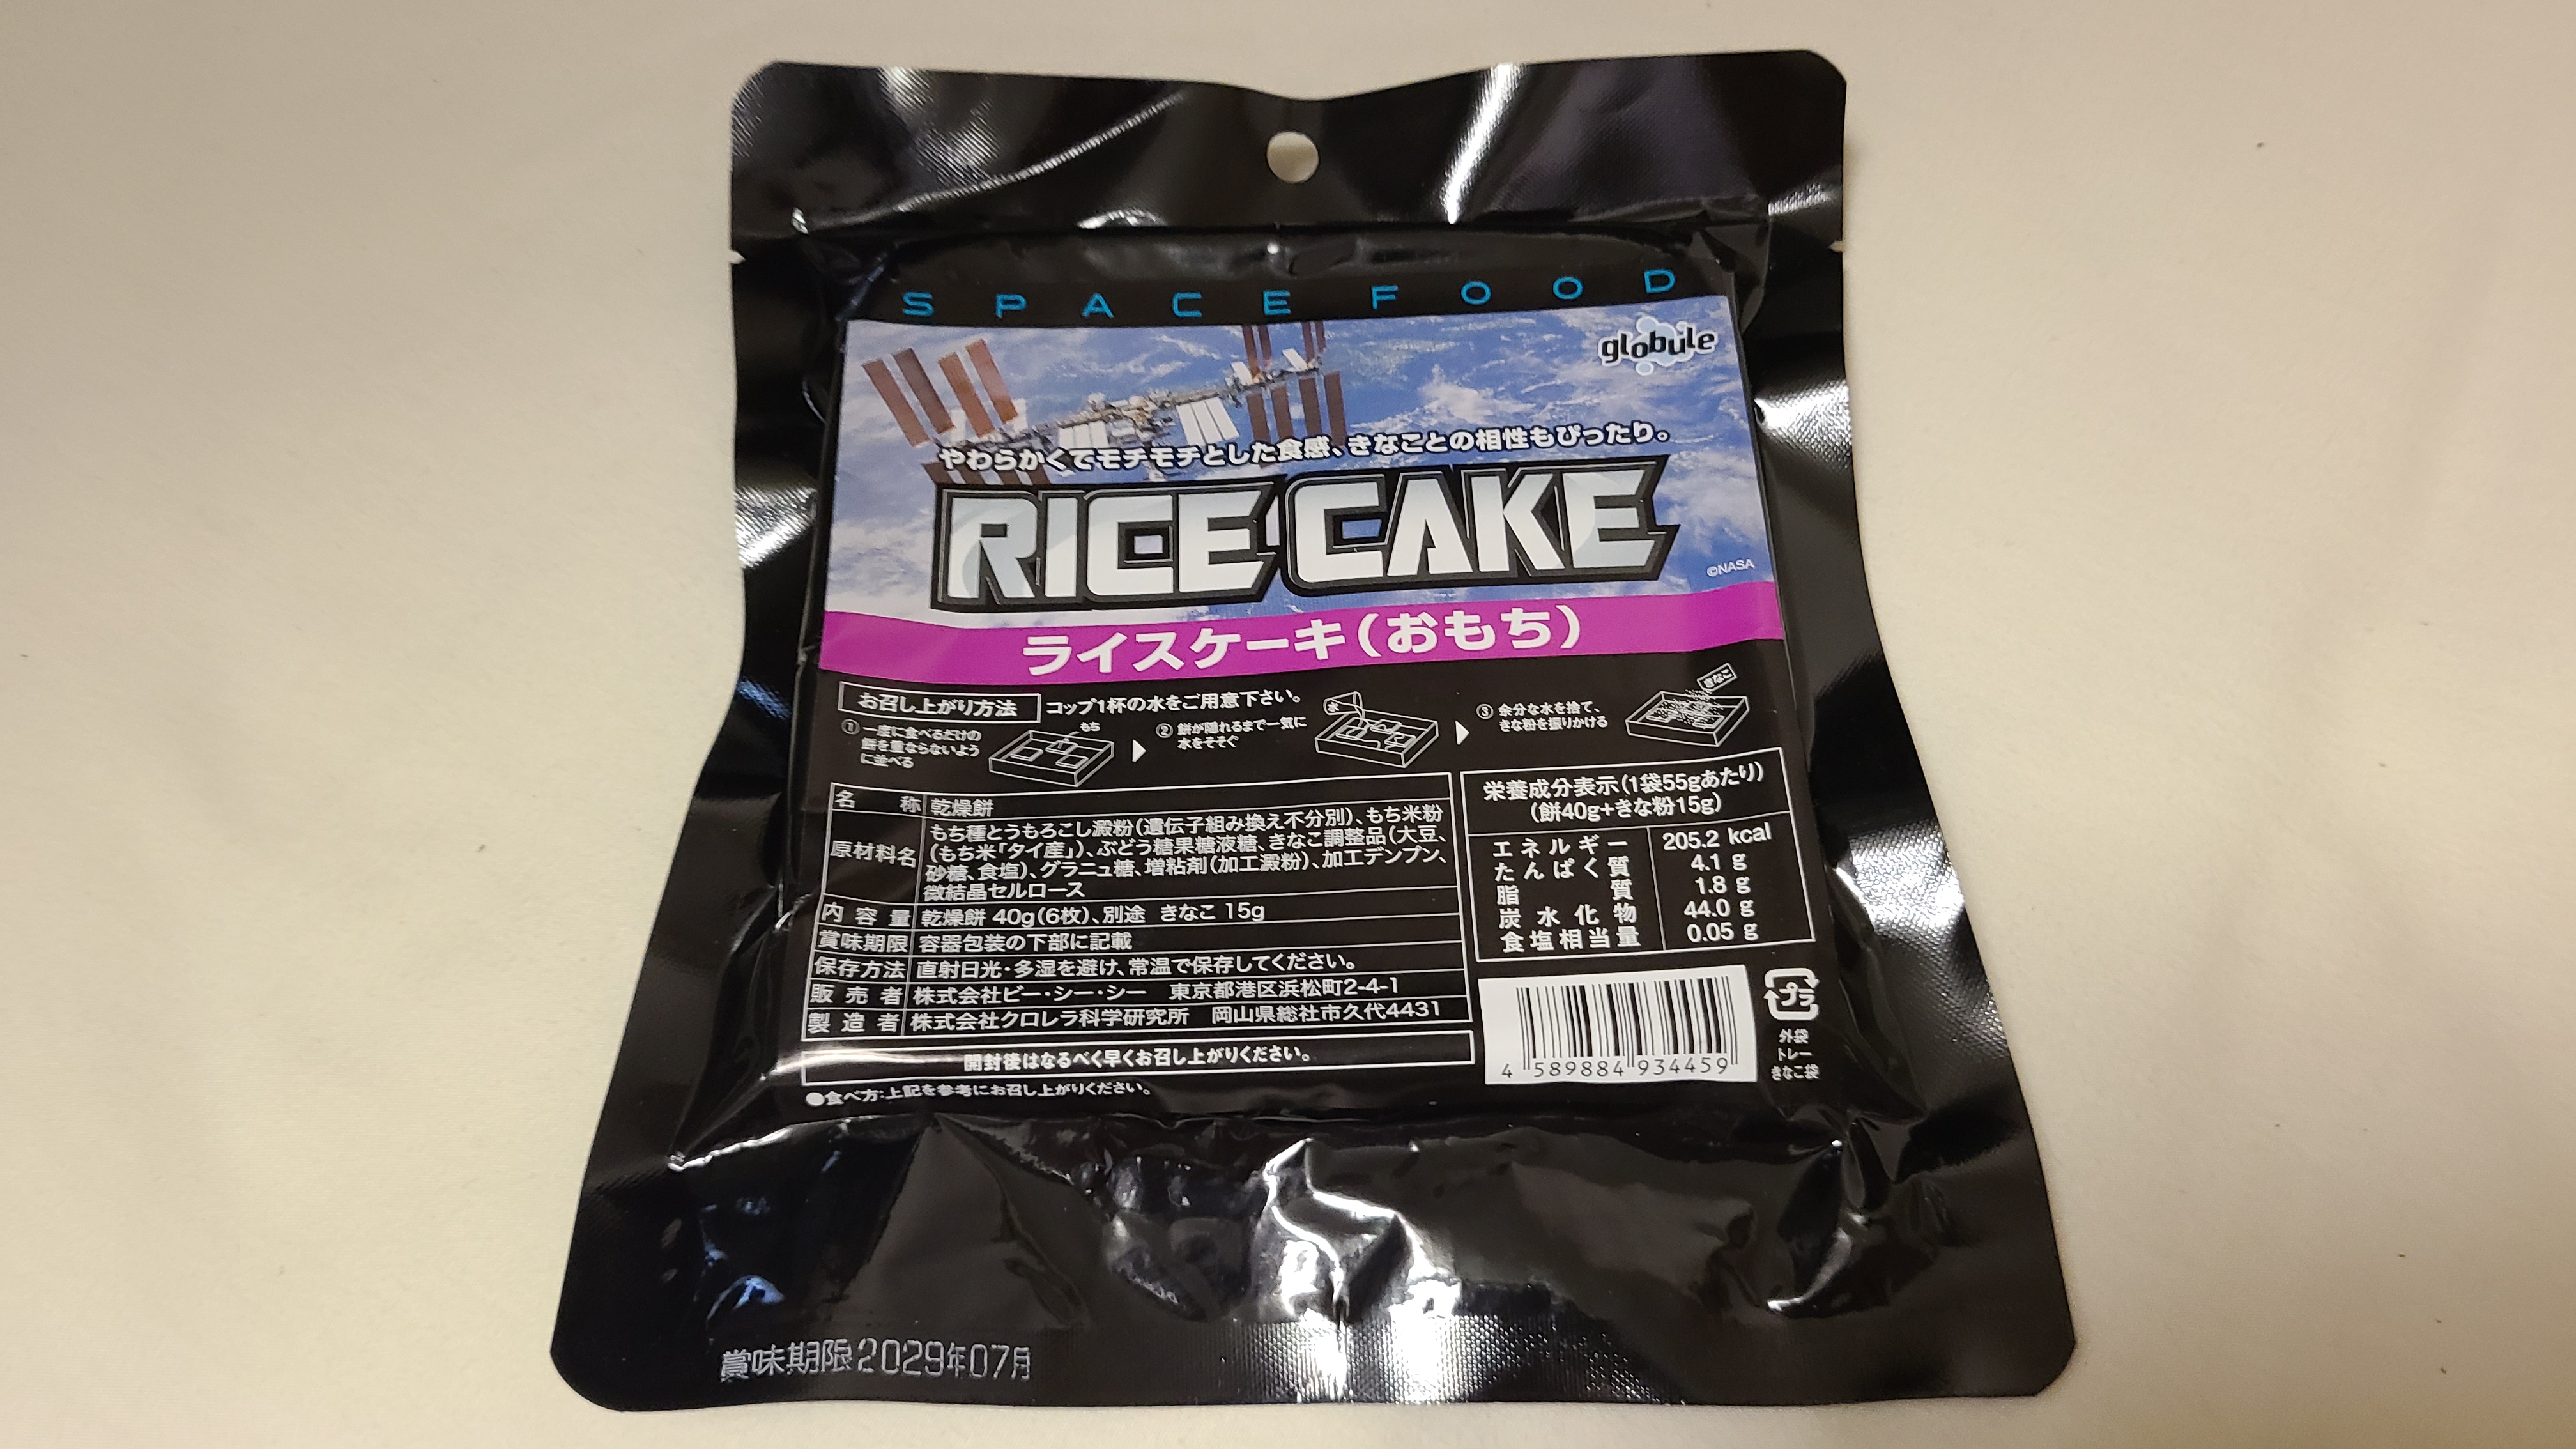 SPACE FOOD
globule
やわらかくてモチモチとした食感、きなことの相性もぴったり。
RICE CAKE
©NASA
ライスケーキ(おもち)
お召し上がり方法 コップ1杯の水をご用意下さい。
① 一度に食べるだけの
餅を重ならないよう
に並べる
もち
② 餅が隠れるまで一気に
水をそそぐ
水
③ 余分な水を捨て、
きな粉を振りかける
きなこ
名称 乾燥餅
原材料名 もち種とうもろこし澱粉(遺伝子組み換え不分別)、もち米粉
(もち米「タイ産」)、ぶどう糖果糖液糖、きなこ調整品(大豆、
砂糖、食塩)、グラニュ糖、増粘剤(加工澱粉)、加工デンプン、
微結晶セルロース
内容量 乾燥餅 40g(6枚)、別途 きなこ 15g
賞味期限 容器包装の下部に記載
保存方法 直射日光・多湿を避け、常温で保存してください。
販売者 株式会社ビー・シー・シー 東京都港区浜松町2-4-1
製造者 株式会社クロレラ科学研究所 岡山県総社市久代4431
開封後はなるべく早くお召し上がりください。
●食べ方:上記を参考にお召し上がりください。
栄養成分表示(1袋55gあたり)
(餅40g+きな粉15g)
エネルギー 205.2 kcal
たんぱく質 4.1 g
脂質 1.8 g
炭水化物 44.0 g
食塩相当量 0.05 g
4 589884 934459
プラ
外袋
トレー
きなこ袋
賞味期限2029年07月